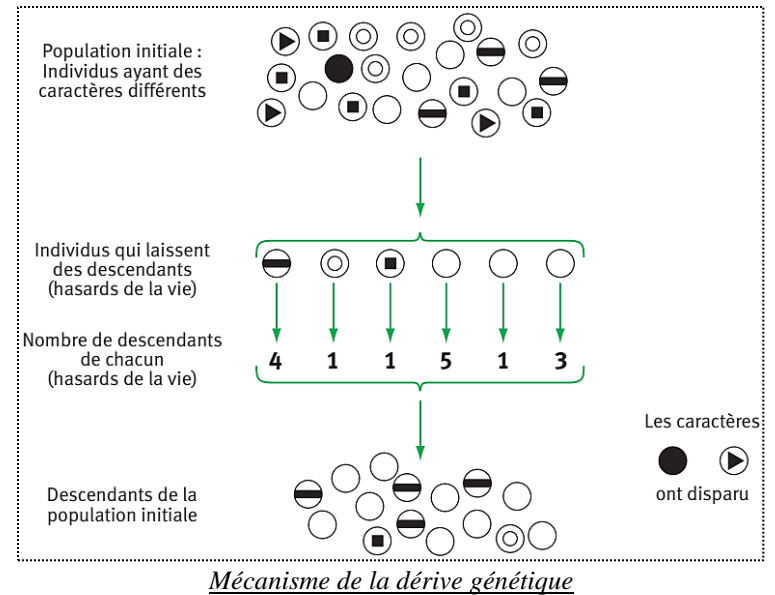 Population initiale :
Individus ayant des
caractères différents
Individus qui laissent
des descendants
(hasards de la vie)
Nombre de descendants
de chacun
(hasards de la vie)
4 1 1 5 1 3
Les caractères
ont disparu
Descendants de la
population initiale
Mécanisme de la dérive génétique